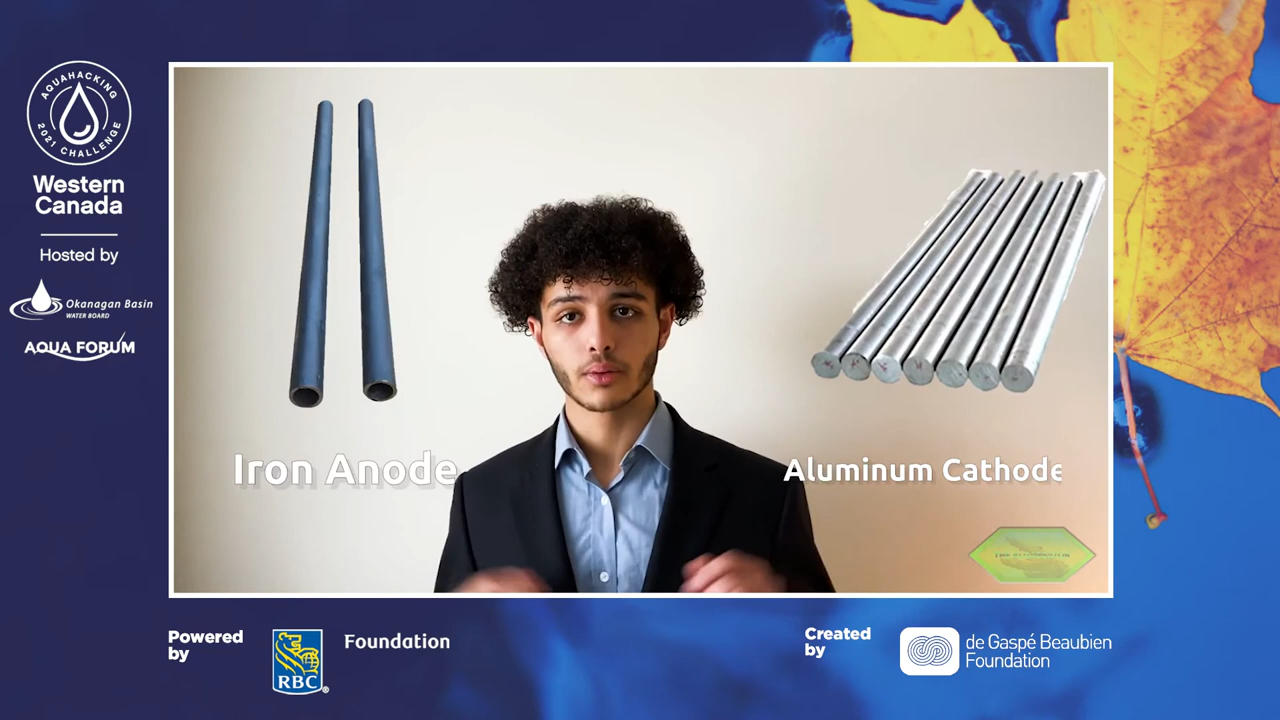 AQUAHACKING
2021 CHALLENGE
Western
Canada
Hosted by
Okanagan Basin
WATER BOARD
AQUA FORUM
Iron Anode
Aluminum Cathode
Powered
by
RBC
®
Foundation
Created
by
de Gaspé Beaubien
Foundation